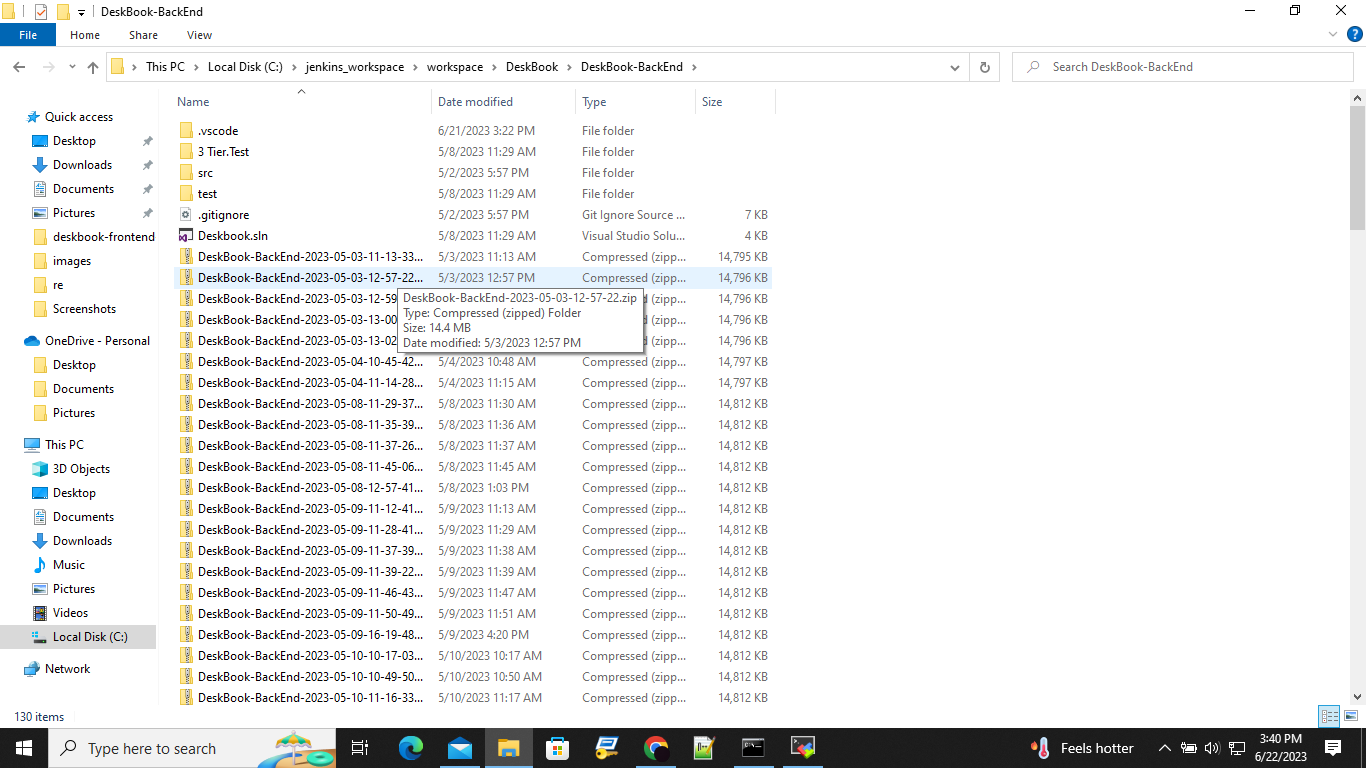 DeskBook-BackEnd
File Home Share View
This PC Local Disk (C:) jenkins_workspace workspace DeskBook DeskBook-BackEnd
Search DeskBook-BackEnd
Quick access
Desktop
Downloads
Documents
Pictures
deskbook-frontend
images
re
Screenshots
OneDrive - Personal
Desktop
Documents
Pictures
This PC
3D Objects
Desktop
Documents
Downloads
Music
Pictures
Videos
Local Disk (C:)
Network
Name Date modified Type Size
.vscode 6/21/2023 3:22 PM File folder
3 Tier.Test 5/8/2023 11:29 AM File folder
src 5/2/2023 5:57 PM File folder
test 5/8/2023 11:29 AM File folder
.gitignore 5/2/2023 5:57 PM Git Ignore Source ... 7 KB
Deskbook.sln 5/8/2023 11:29 AM Visual Studio Solu... 4 KB
DeskBook-BackEnd-2023-05-03-11-13-33... 5/3/2023 11:13 AM Compressed (zipp... 14,795 KB
DeskBook-BackEnd-2023-05-03-12-57-22... 5/3/2023 12:57 PM Compressed (zipp... 14,796 KB
DeskBook-BackEnd-2023-05-03-12-59 14,796 KB
DeskBook-BackEnd-2023-05-03-13-00 14,796 KB
DeskBook-BackEnd-2023-05-03-13-02 14,796 KB
DeskBook-BackEnd-2023-05-03-12-57-22.zip
Type: Compressed (zipped) Folder
Size: 14.4 MB
Date modified: 5/3/2023 12:57 PM
DeskBook-BackEnd-2023-05-04-10-45-42... 5/4/2023 10:48 AM Compressed (zipp... 14,797 KB
DeskBook-BackEnd-2023-05-04-11-14-28... 5/4/2023 11:15 AM Compressed (zipp... 14,797 KB
DeskBook-BackEnd-2023-05-08-11-29-37... 5/8/2023 11:30 AM Compressed (zipp... 14,812 KB
DeskBook-BackEnd-2023-05-08-11-35-39... 5/8/2023 11:36 AM Compressed (zipp... 14,812 KB
DeskBook-BackEnd-2023-05-08-11-37-26... 5/8/2023 11:37 AM Compressed (zipp... 14,812 KB
DeskBook-BackEnd-2023-05-08-11-45-06... 5/8/2023 11:45 AM Compressed (zipp... 14,812 KB
DeskBook-BackEnd-2023-05-08-12-57-41... 5/8/2023 1:03 PM Compressed (zipp... 14,812 KB
DeskBook-BackEnd-2023-05-09-11-12-41... 5/9/2023 11:13 AM Compressed (zipp... 14,812 KB
DeskBook-BackEnd-2023-05-09-11-28-41... 5/9/2023 11:29 AM Compressed (zipp... 14,812 KB
DeskBook-BackEnd-2023-05-09-11-37-39... 5/9/2023 11:38 AM Compressed (zipp... 14,812 KB
DeskBook-BackEnd-2023-05-09-11-39-22... 5/9/2023 11:39 AM Compressed (zipp... 14,812 KB
DeskBook-BackEnd-2023-05-09-11-46-43... 5/9/2023 11:47 AM Compressed (zipp... 14,812 KB
DeskBook-BackEnd-2023-05-09-11-50-49... 5/9/2023 11:51 AM Compressed (zipp... 14,812 KB
DeskBook-BackEnd-2023-05-09-16-19-48... 5/9/2023 4:20 PM Compressed (zipp... 14,812 KB
DeskBook-BackEnd-2023-05-10-10-17-03... 5/10/2023 10:17 AM Compressed (zipp... 14,812 KB
DeskBook-BackEnd-2023-05-10-10-49-50... 5/10/2023 10:50 AM Compressed (zipp... 14,812 KB
DeskBook-BackEnd-2023-05-10-11-16-33... 5/10/2023 11:17 AM Compressed (zipp... 14,812 KB
130 items
Type here to search
Feels hotter
3:40 PM
6/22/2023